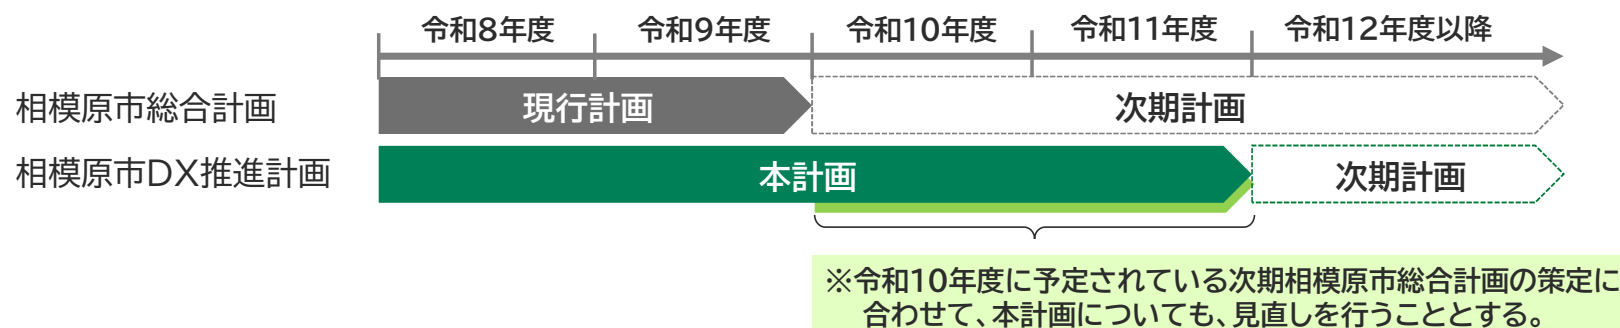 令和8年度 令和9年度 令和10年度 令和11年度 令和12年度以降
相模原市総合計画 現行計画 次期計画
相模原市DX推進計画 本計画 次期計画
※令和10年度に予定されている次期相模原市総合計画の策定に
合わせて、本計画についても、見直しを行うこととする。